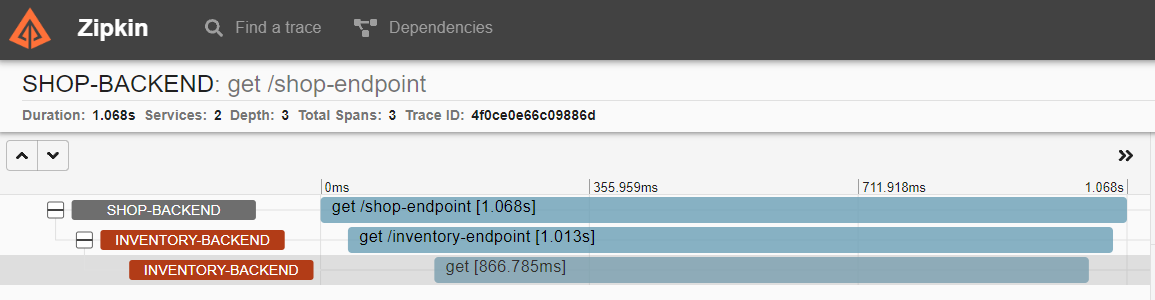 Zipkin Find a trace Dependencies
SHOP-BACKEND: get /shop-endpoint
Duration: 1.068s Services: 2 Depth: 3 Total Spans: 3 Trace ID: 4f0ce0e66c09886d
0ms 355.959ms 711.918ms 1.068s
SHOP-BACKEND get /shop-endpoint [1.068s]
INVENTORY-BACKEND get /inventory-endpoint [1.013s]
INVENTORY-BACKEND get [866.785ms]